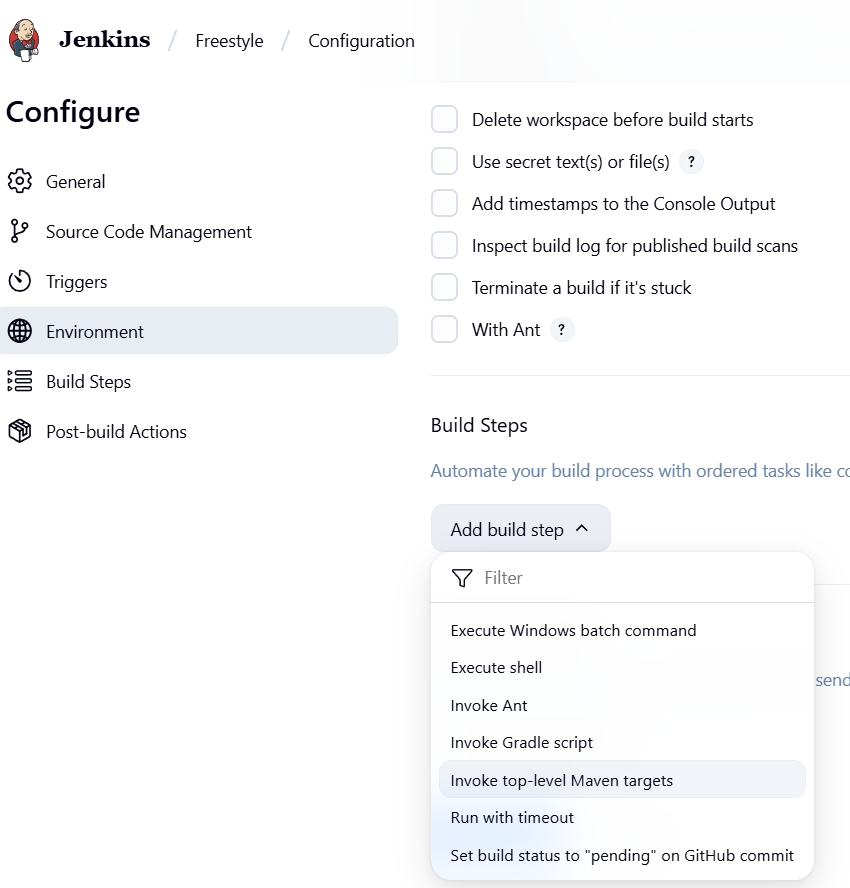 Jenkins / Freestyle / Configuration
Configure
General
Source Code Management
Triggers
Environment
Build Steps
Post-build Actions
Delete workspace before build starts
Use secret text(s) or file(s) ?
Add timestamps to the Console Output
Inspect build log for published build scans
Terminate a build if it's stuck
With Ant ?
Build Steps
Automate your build process with ordered tasks like
Add build step
Filter
Execute Windows batch command
Execute shell
Invoke Ant
Invoke Gradle script
Invoke top-level Maven targets
Run with timeout
Set build status to "pending" on GitHub commit
send